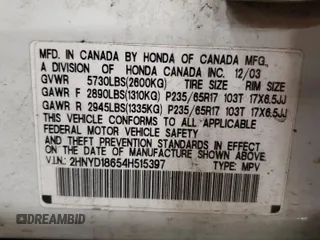 IN CANADA BY HONDA OF CANADA MFG.,
A DIVISION OF HONDA CANADA INC. 12/03
GVWR 5730LBS(2600KG) TIRE SIZE RIM SIZE
GAWR F 2890LBS(1310KG) P235/65R17 103T 17X6.5JJ
GAWR R 2945LBS(1335KG) P235/65R17 103T 17X6.5JJ
THIS VEHICLE CONFORMS TO ALL APPLICABLE
FEDERAL MOTOR VEHICLE SAFETY
AND THEFT PREVENTION STANDARDS IN EFFECT
ON THE DATE OF MANUFACTURE SHOWN ABOVE.
V.I.N.: 2HNYD18654H515397 TYPE: MPV
DREAMBID